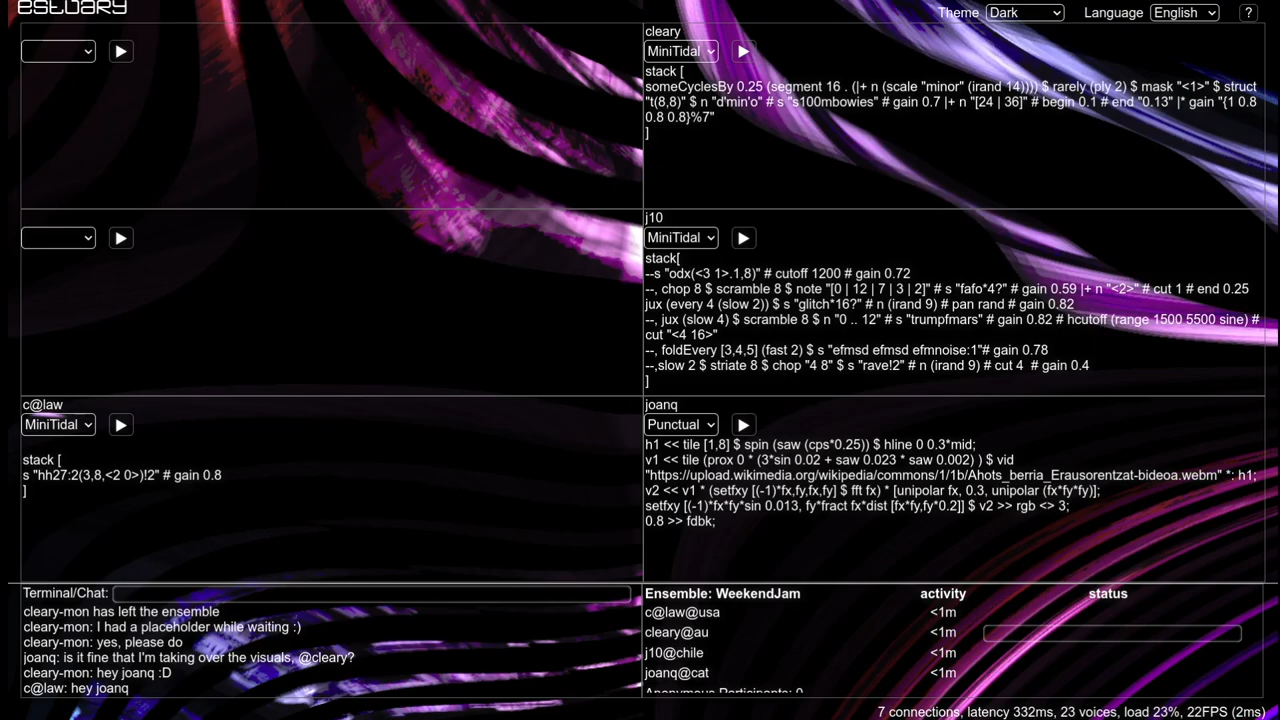 estuary
Theme Dark Language English ?
cleary
MiniTidal
stack [
someCyclesBy 0.25 (segment 16 . (|+ n (scale "minor" (irand 14)))) $ rarely (ply 2) $ mask "<1>" $ struct
"t(8,8)" $ n "d'min'o" # s "s100mbowies" # gain 0.7 |+ n "[24 | 36]" # begin 0.1 # end "0.13" |* gain "{1 0.8
0.8 0.8}%7"
]
j10
MiniTidal
stack[
--s "odx(<3 1>.1,8)" # cutoff 1200 # gain 0.72
--, chop 8 $ scramble 8 $ note "[0 | 12 | 7 | 3 | 2]" # s "fafo*4?" # gain 0.59 |+ n "<2>" # cut 1 # end 0.25
jux (every 4 (slow 2)) $ s "glitch*16?" # n (irand 9) # pan rand # gain 0.82
--, jux (slow 4) $ scramble 8 $ n "0 .. 12" # s "trumpfmars" # gain 0.82 # hcutoff (range 1500 5500 sine) #
cut "<4 16>"
--, foldEvery [3,4,5] (fast 2) $ s "efmsd efmsd efmnoise:1"# gain 0.78
--,slow 2 $ striate 8 $ chop "4 8" $ s "rave!2" # n (irand 9) # cut 4 # gain 0.4
]
c@law
MiniTidal
stack [
s "hh27:2(3,8,<2 0>)!2" # gain 0.8
]
joanq
Punctual
h1 << tile [1,8] $ spin (saw (cps*0.25)) $ hline 0 0.3*mid;
v1 << tile (prox 0 * (3*sin 0.02 + saw 0.023 * saw 0.002) ) $ vid
"https://upload.wikimedia.org/wikipedia/commons/1/1b/Ahots_berria_Erausorentzat-bideoa.webm" *: h1;
v2 << v1 * (setfxy [(-1)*fx,fy,fx,fy] $ fft fx) * [unipolar fx, 0.3, unipolar (fx*fy*fy)];
setfxy [(-1)*fx*fy*sin 0.013, fy*fract fx*dist [fx*fy,fy*0.2]] $ v2 >> rgb <> 3;
0.8 >> fdbk;
Terminal/Chat:
cleary-mon has left the ensemble
cleary-mon: I had a placeholder while waiting :)
cleary-mon: yes, please do
joanq: is it fine that I'm taking over the visuals, @cleary?
cleary-mon: hey joanq :D
c@law: hey joanq
Ensemble: WeekendJam activity status
c@law@usa <1m
cleary@au <1m
j10@chile <1m
joanq@cat <1m
Anonymous Participants: 0
7 connections, latency 332ms, 23 voices, load 23%, 22FPS (2ms)